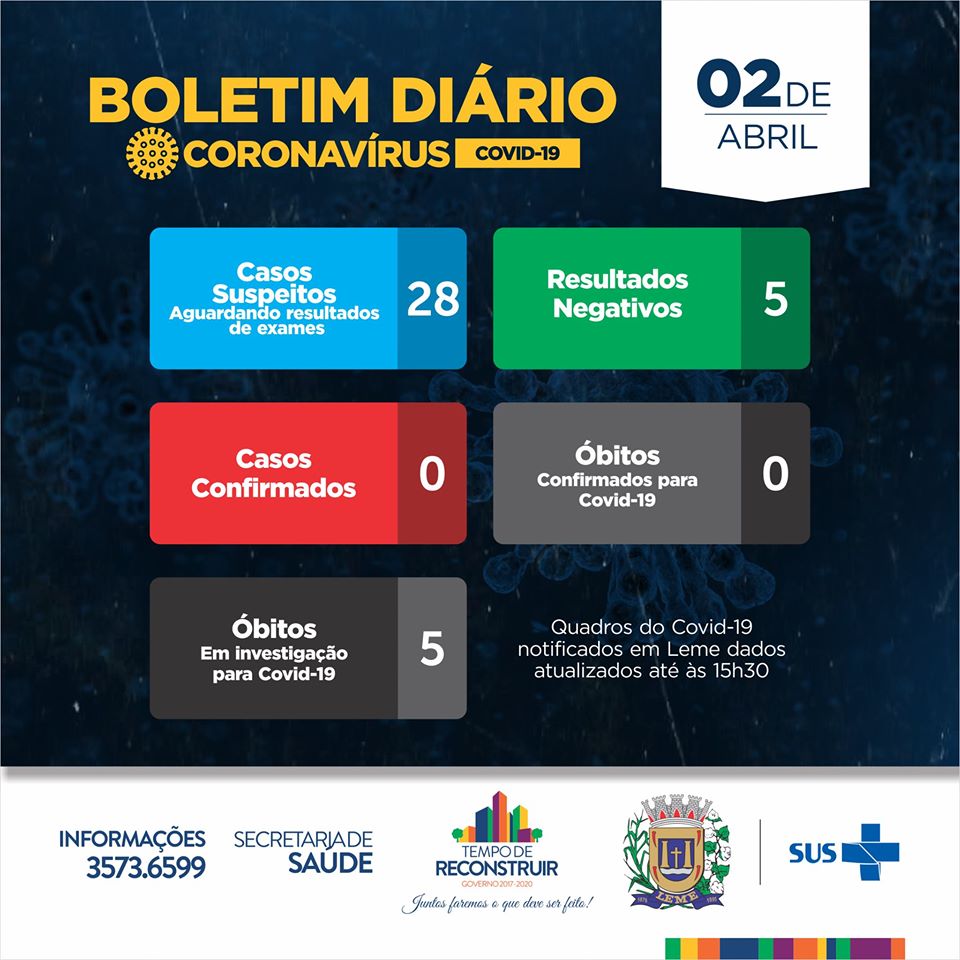 BOLETIM DIÁRIO
CORONAVÍRUS COVID-19
02 DE
ABRIL
Casos
Suspeitos
Aguardando resultados
de exames
28
Resultados
Negativos
5
Casos
Confirmados
0
Óbitos
Confirmados para
Covid-19
0
Óbitos
Em investigação
para Covid-19
5
Quadros do Covid-19
notificados em Leme dados
atualizados até às 15h30
INFORMAÇÕES
3573.6599
SECRETARIA DE
SAÚDE
TEMPO DE
RECONSTRUIR
GOVERNO 2017-2020
Juntos faremos o que deve ser feito!
1876 LEME 1895
SUS